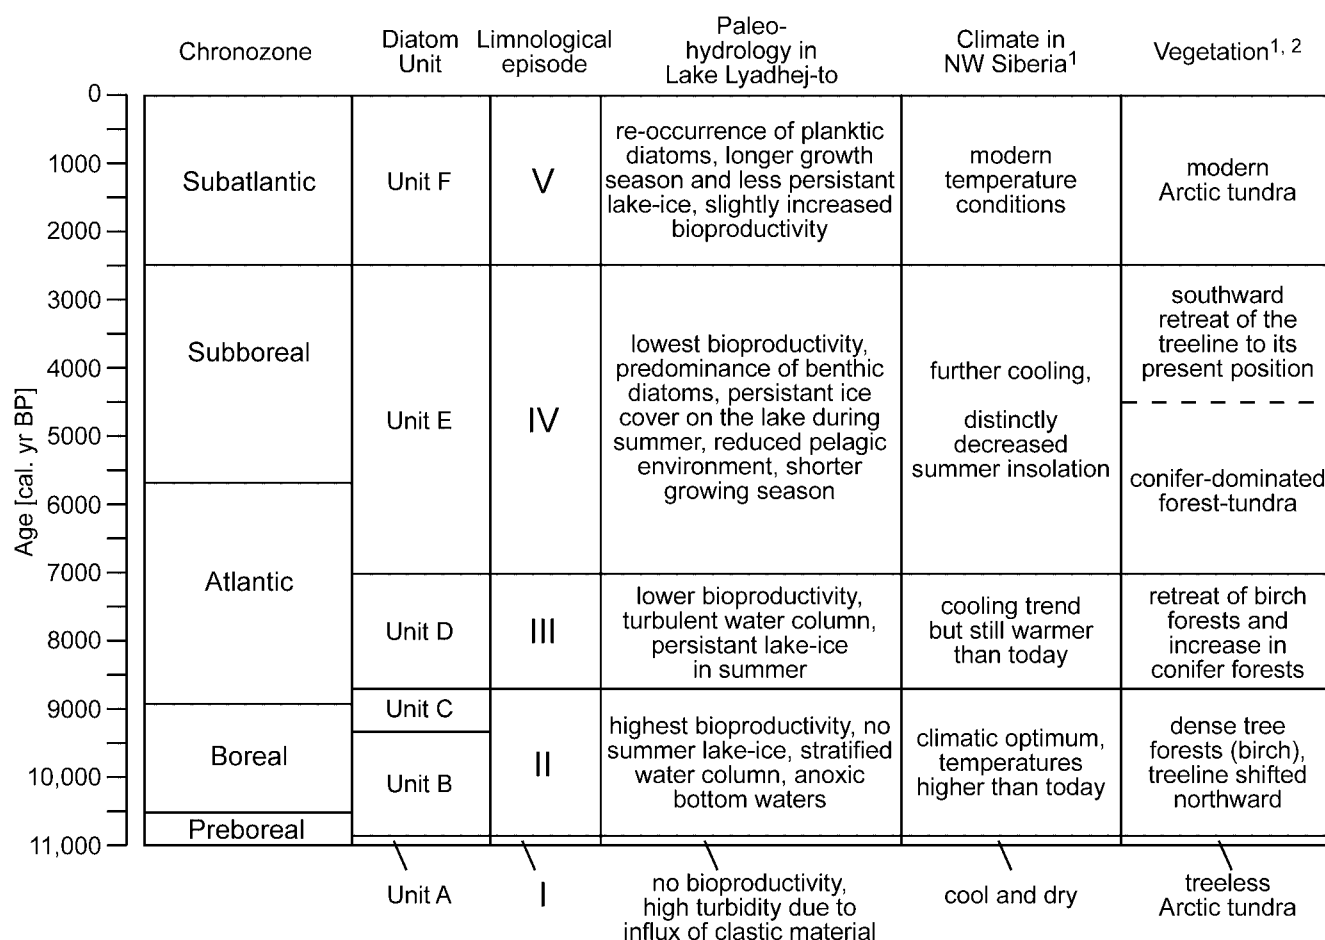 Chronozone
Diatom
Unit
Limnological
episode
Paleo-
hydrology in
Lake Lyadhej-to
Climate in
NW Siberia1
Vegetation1, 2
Age [cal. yr BP]
0
1000
2000
3000
4000
5000
6000
7000
8000
9000
10,000
11,000
Subatlantic
Subboreal
Atlantic
Boreal
Preboreal
Unit F
Unit E
Unit D
Unit C
Unit B
Unit A
V
IV
III
II
I
re-occurrence of planktic
diatoms, longer growth
season and less persistant
lake-ice, slightly increased
bioproductivity
lowest bioproductivity,
predominance of benthic
diatoms, persistant ice
cover on the lake during
summer, reduced pelagic
environment, shorter
growing season
lower bioproductivity,
turbulent water column,
persistant lake-ice
in summer
highest bioproductivity, no
summer lake-ice, stratified
water column, anoxic
bottom waters
no bioproductivity,
high turbidity due to
influx of clastic material
modern
temperature
conditions
further cooling,
distinctly
decreased
summer insolation
cooling trend
but still warmer
than today
climatic optimum,
temperatures
higher than today
cool and dry
modern
Arctic tundra
southward
retreat of the
treeline to its
present position
conifer-dominated
forest-tundra
retreat of birch
forests and
increase in
conifer forests
dense tree
forests (birch),
treeline shifted
northward
treeless
Arctic tundra